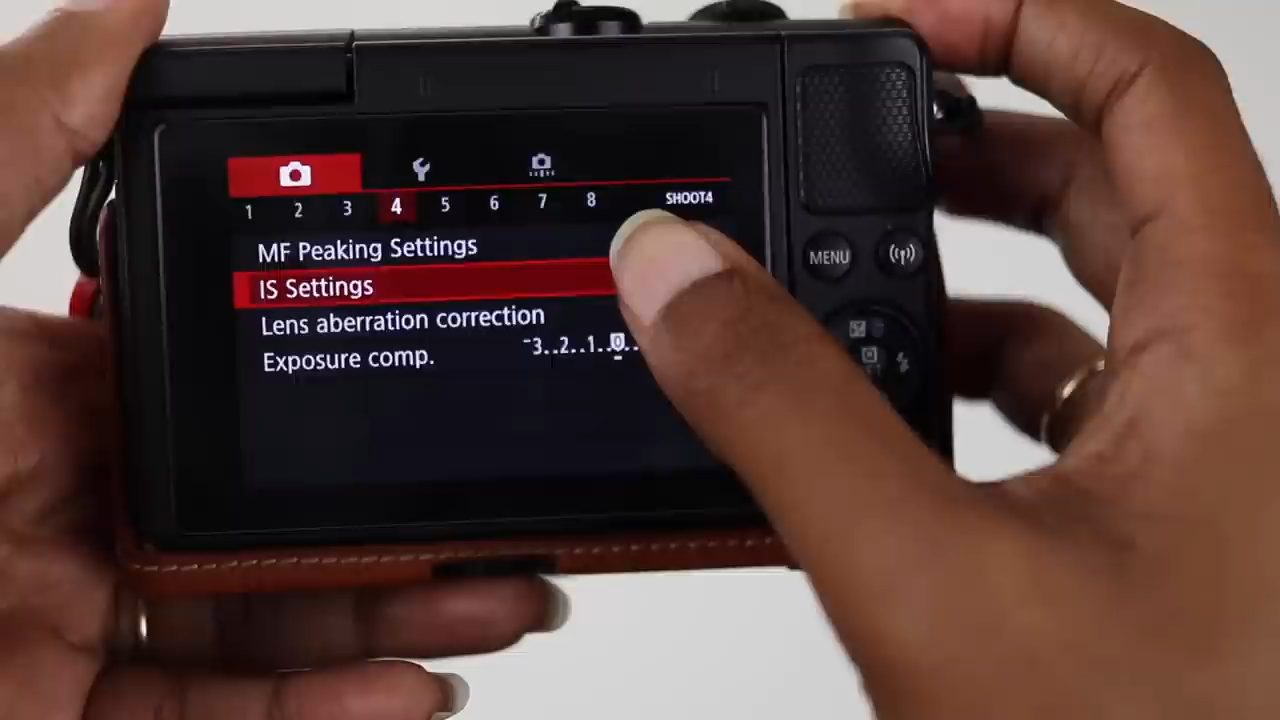 1 2 3 4 5 6 7 8 SHOOT4
MF Peaking Settings
IS Settings
Lens aberration correction
Exposure comp. -3..2..1..0..
MENU